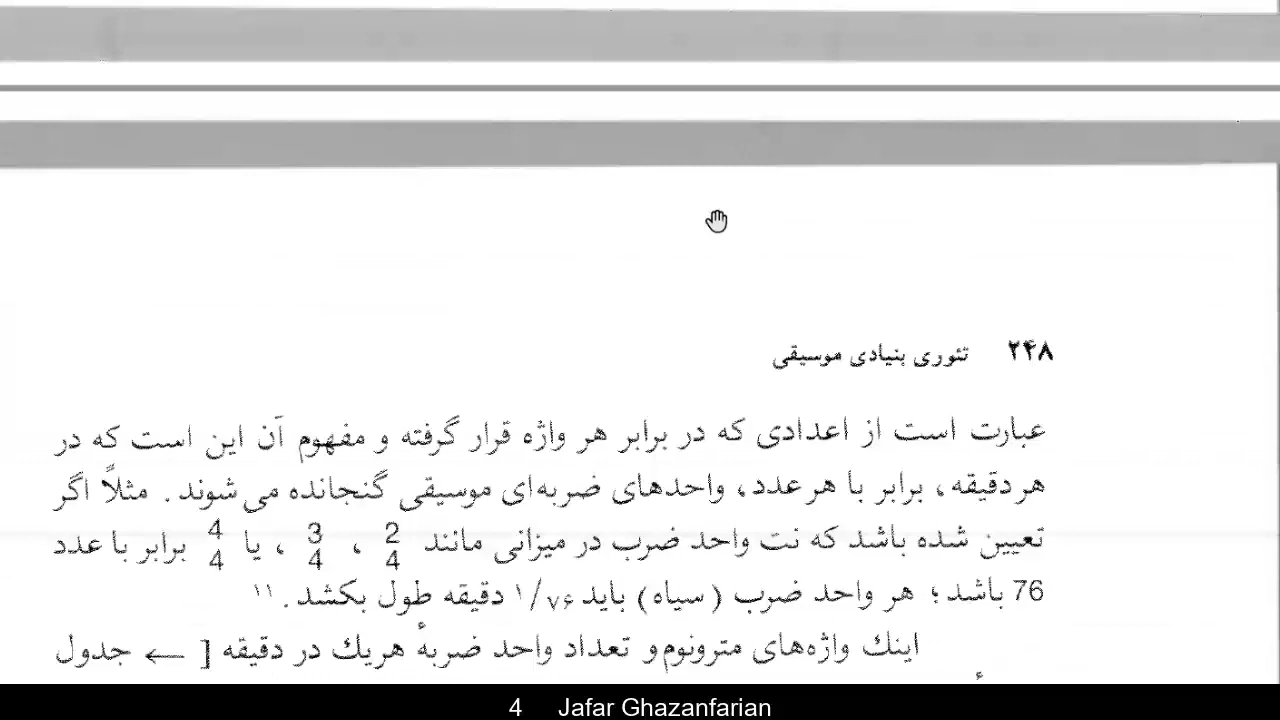 ۲۴۸ تئوری بنیادی موسیقی
عبارت است از اعدادی که در برابر هر واژه قرار گرفته و مفهوم آن این است که در
هر دقیقه، برابر با هر عدد، واحدهای ضربه‌ای موسیقی گنجانده می‌شوند. مثلاً اگر
تعیین شده باشد که نت واحد ضرب در میزانی مانند 2/4 ، 3/4 ، یا 4/4 برابر با عدد
76 باشد؛ هر واحد ضرب (سیاه) باید ۱/۷۶ دقیقه طول بکشد.۱۱
اینك واژه‌های مترونوم و تعداد واحد ضربهٔ هریك در دقیقه [← جدول
4 Jafar Ghazanfarian